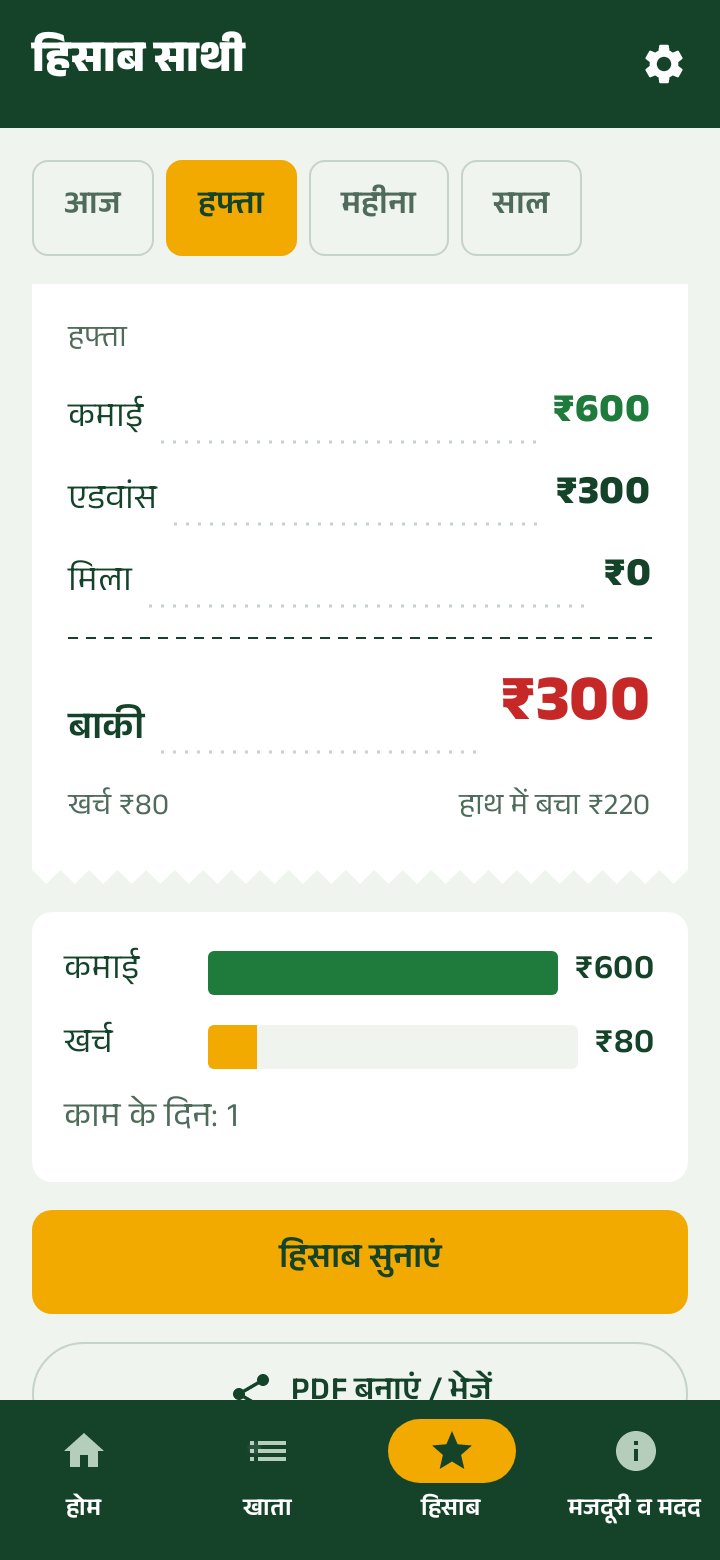 हिसाब साथी
आज हफ्ता महीना साल
हफ्ता
कमाई ₹600
एडवांस ₹300
मिला ₹0
बाकी ₹300
खर्च ₹80 हाथ में बचा ₹220
कमाई ₹600
खर्च ₹80
काम के दिन: 1
हिसाब सुनाएं
PDF बनाएं / भेजें
होम खाता हिसाब मजदूरी व मदद